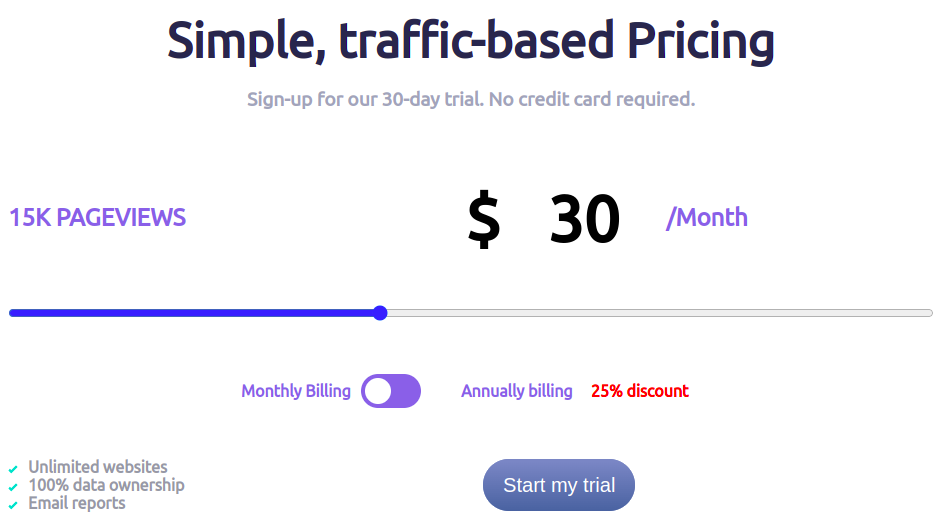 Simple, traffic-based Pricing
Sign-up for our 30-day trial. No credit card required.
15K PAGEVIEWS $ 30 /Month
Monthly Billing Annually billing 25% discount
Unlimited websites
100% data ownership
Email reports
Start my trial